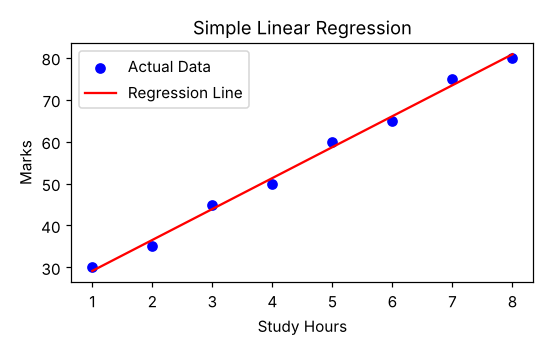 Simple Linear Regression
Actual Data
Regression Line
80
70
60
50
40
30
Marks
1 2 3 4 5 6 7 8
Study Hours